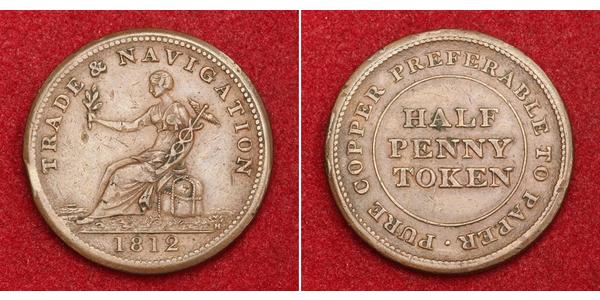 TRADE & NAVIGATION
1812
H
PURE COPPER PREFERABLE TO PAPER ·
HALF
PENNY
TOKEN